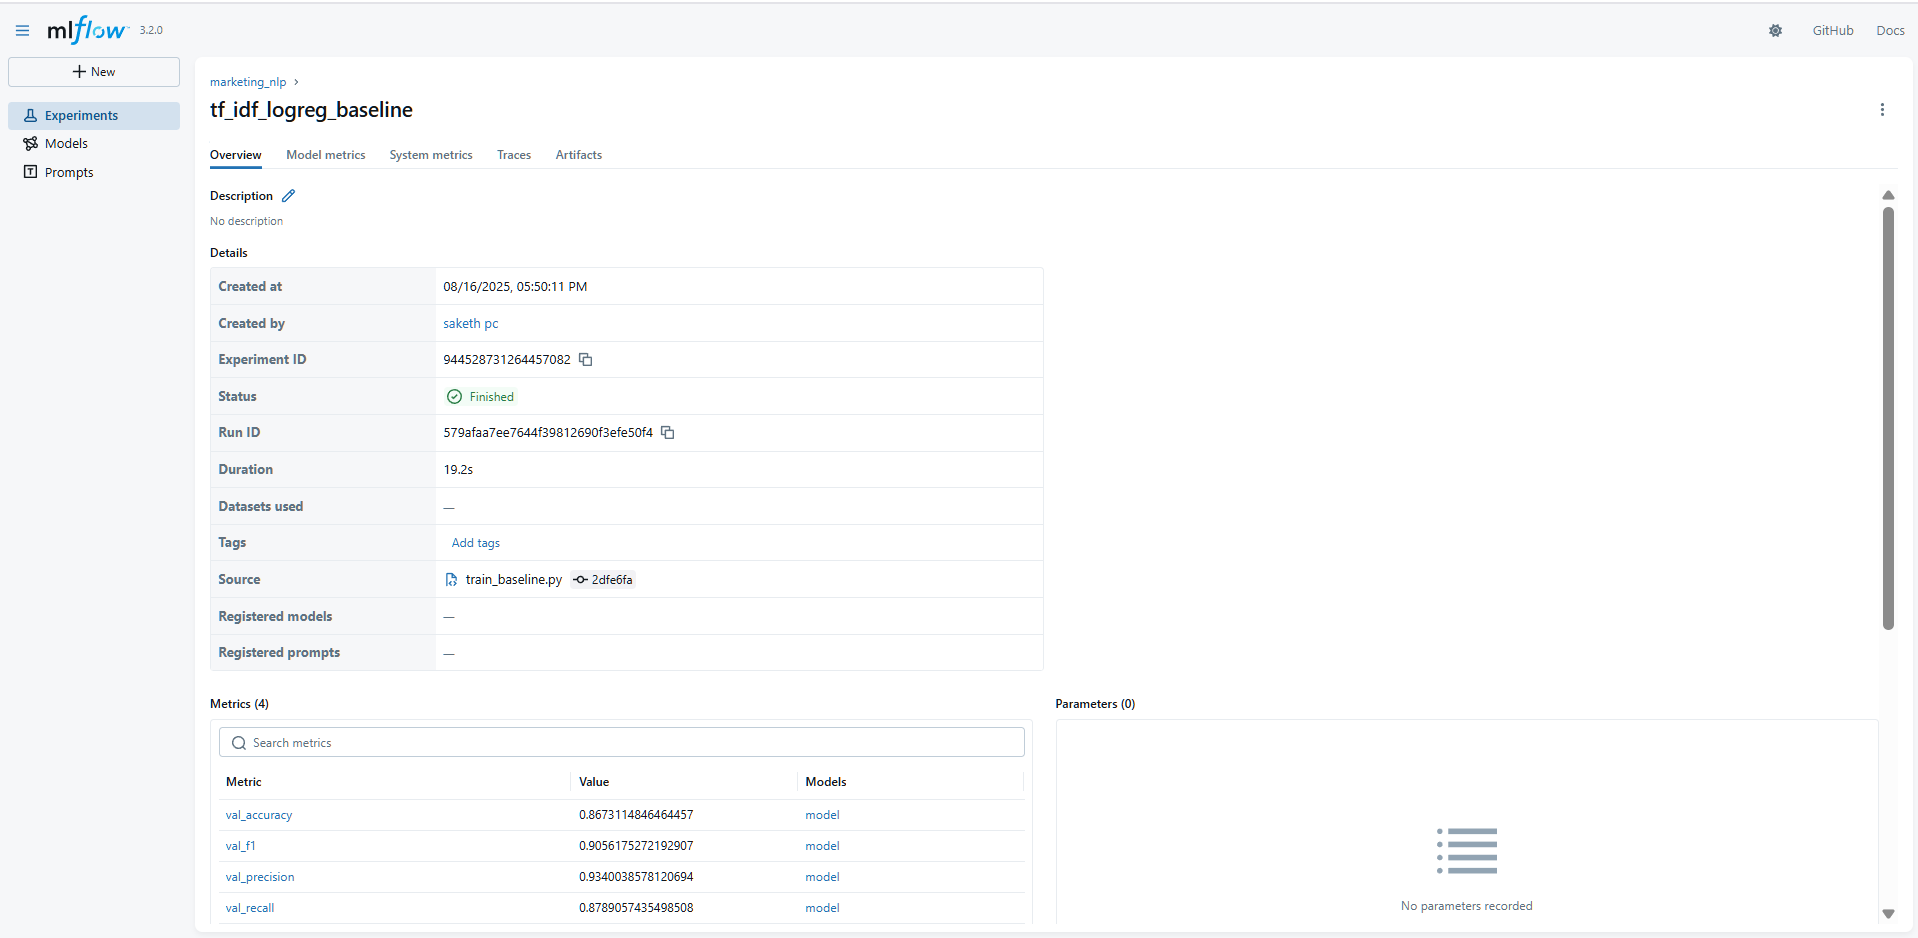 mlflow™ 3.2.0
GitHub Docs
+ New
Experiments
Models
Prompts
marketing_nlp >
tf_idf_logreg_baseline
Overview Model metrics System metrics Traces Artifacts
Description
No description
Details
Created at 08/16/2025, 05:50:11 PM
Created by saketh pc
Experiment ID 944528731264457082
Status Finished
Run ID 579afaa7ee7644f39812690f3efe50f4
Duration 19.2s
Datasets used —
Tags Add tags
Source train_baseline.py 2dfe6fa
Registered models —
Registered prompts —
Metrics (4)
Search metrics
Metric Value Models
val_accuracy 0.8673114846464457 model
val_f1 0.9056175272192907 model
val_precision 0.9340038578120694 model
val_recall 0.8789057435498508 model
Parameters (0)
No parameters recorded